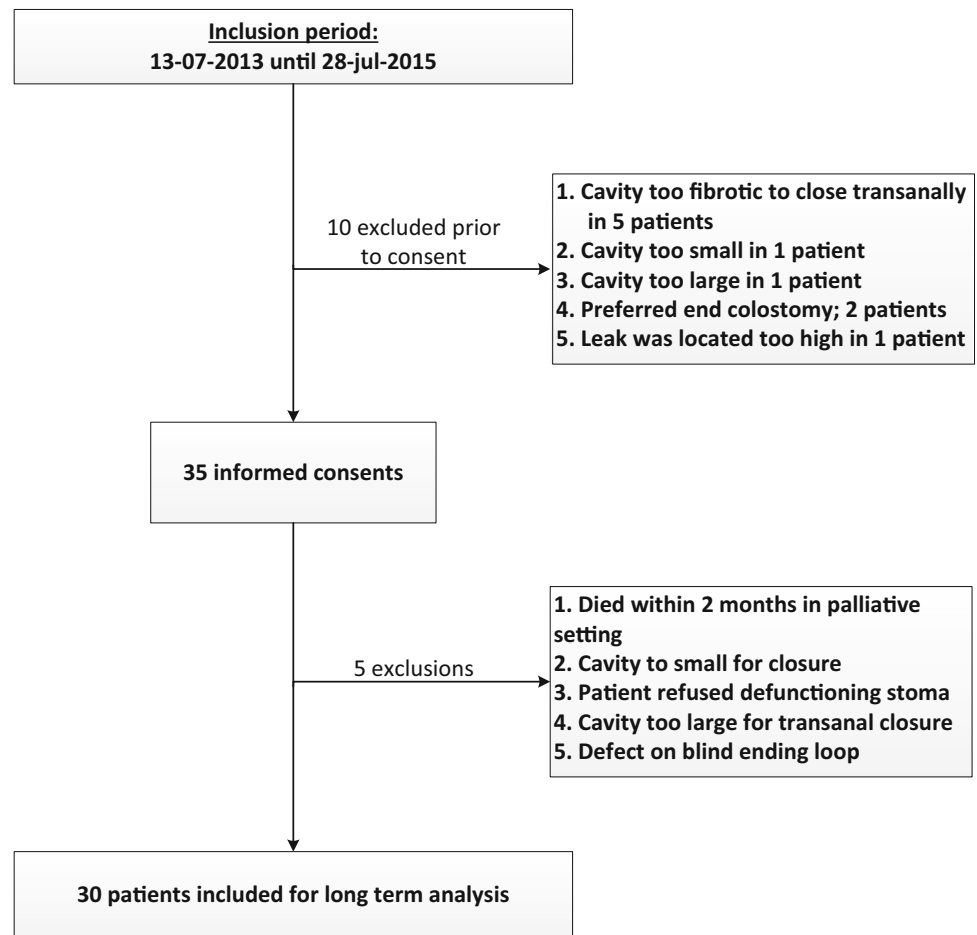 Inclusion period:
13-07-2013 until 28-jul-2015
10 excluded prior
to consent
1. Cavity too fibrotic to close transanally
in 5 patients
2. Cavity too small in 1 patient
3. Cavity too large in 1 patient
4. Preferred end colostomy; 2 patients
5. Leak was located too high in 1 patient
35 informed consents
5 exclusions
1. Died within 2 months in palliative
setting
2. Cavity to small for closure
3. Patient refused defunctioning stoma
4. Cavity too large for transanal closure
5. Defect on blind ending loop
30 patients included for long term analysis